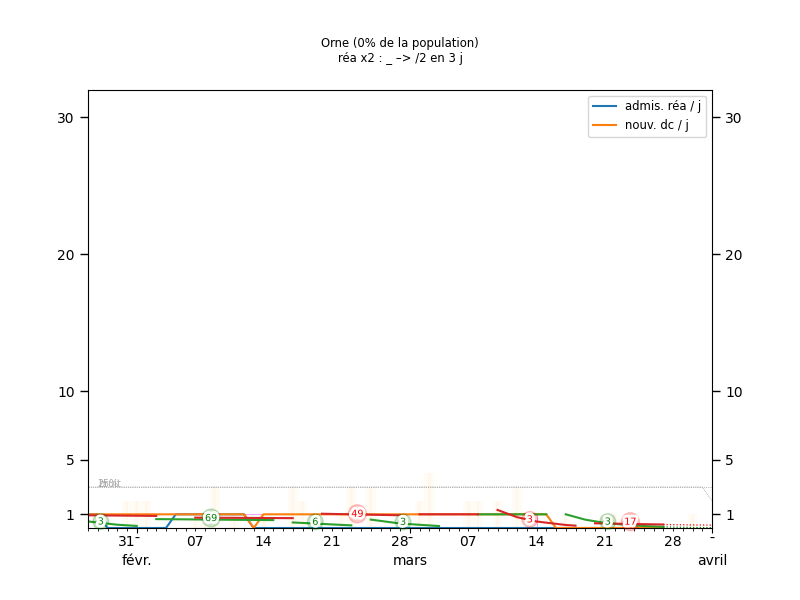 Orne (0% de la population)
réa x2 : _ –> /2 en 3 j
admis. réa / j
nouv. dc / j
30 30
20 20
10 10
5 5
1 1
3 69 6 49 3 3 3 17
31 07 14 21 28 07 14 21 28
févr. mars avril